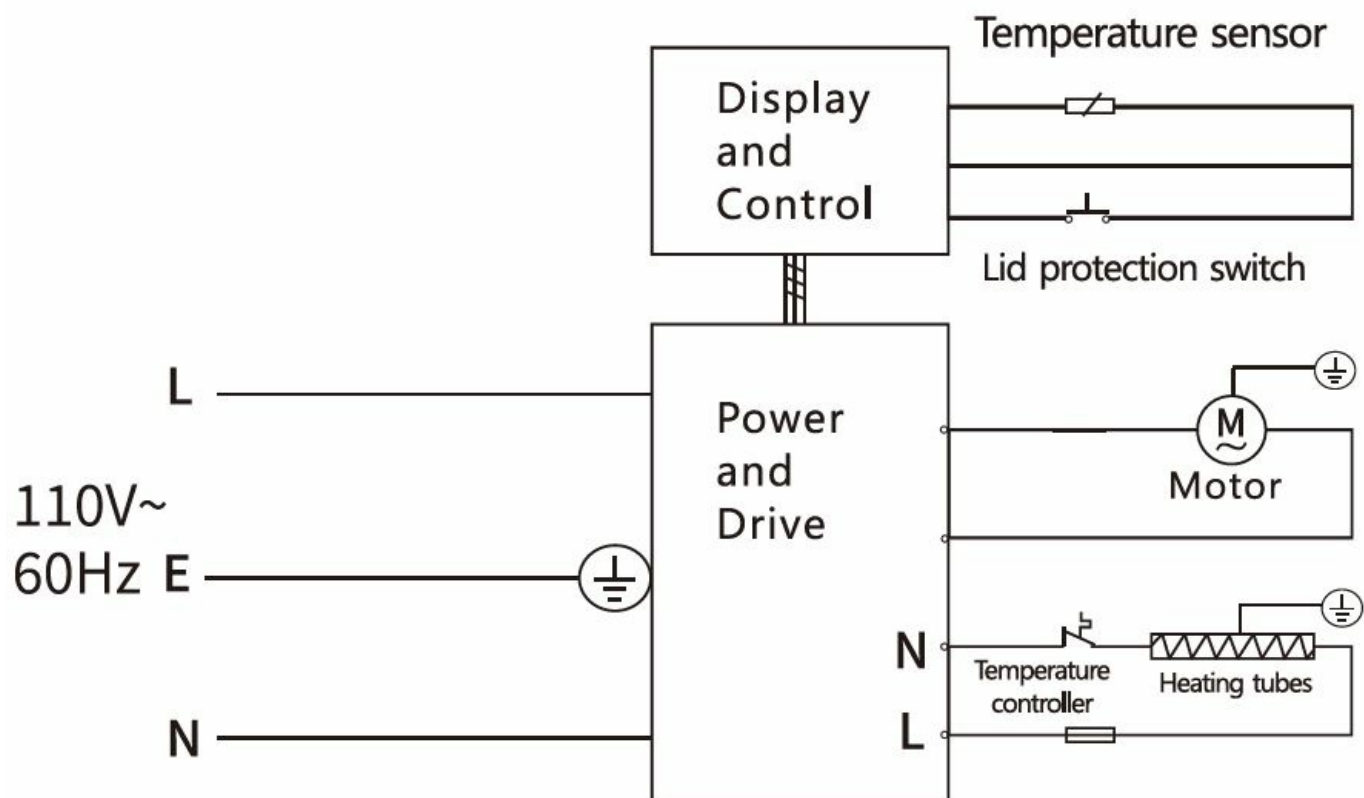 Temperature sensor
Display
and
Control
Lid protection switch
L
110V~
60Hz E
N
Power
and
Drive
M
~
Motor
N
Temperature
controller
Heating tubes
L